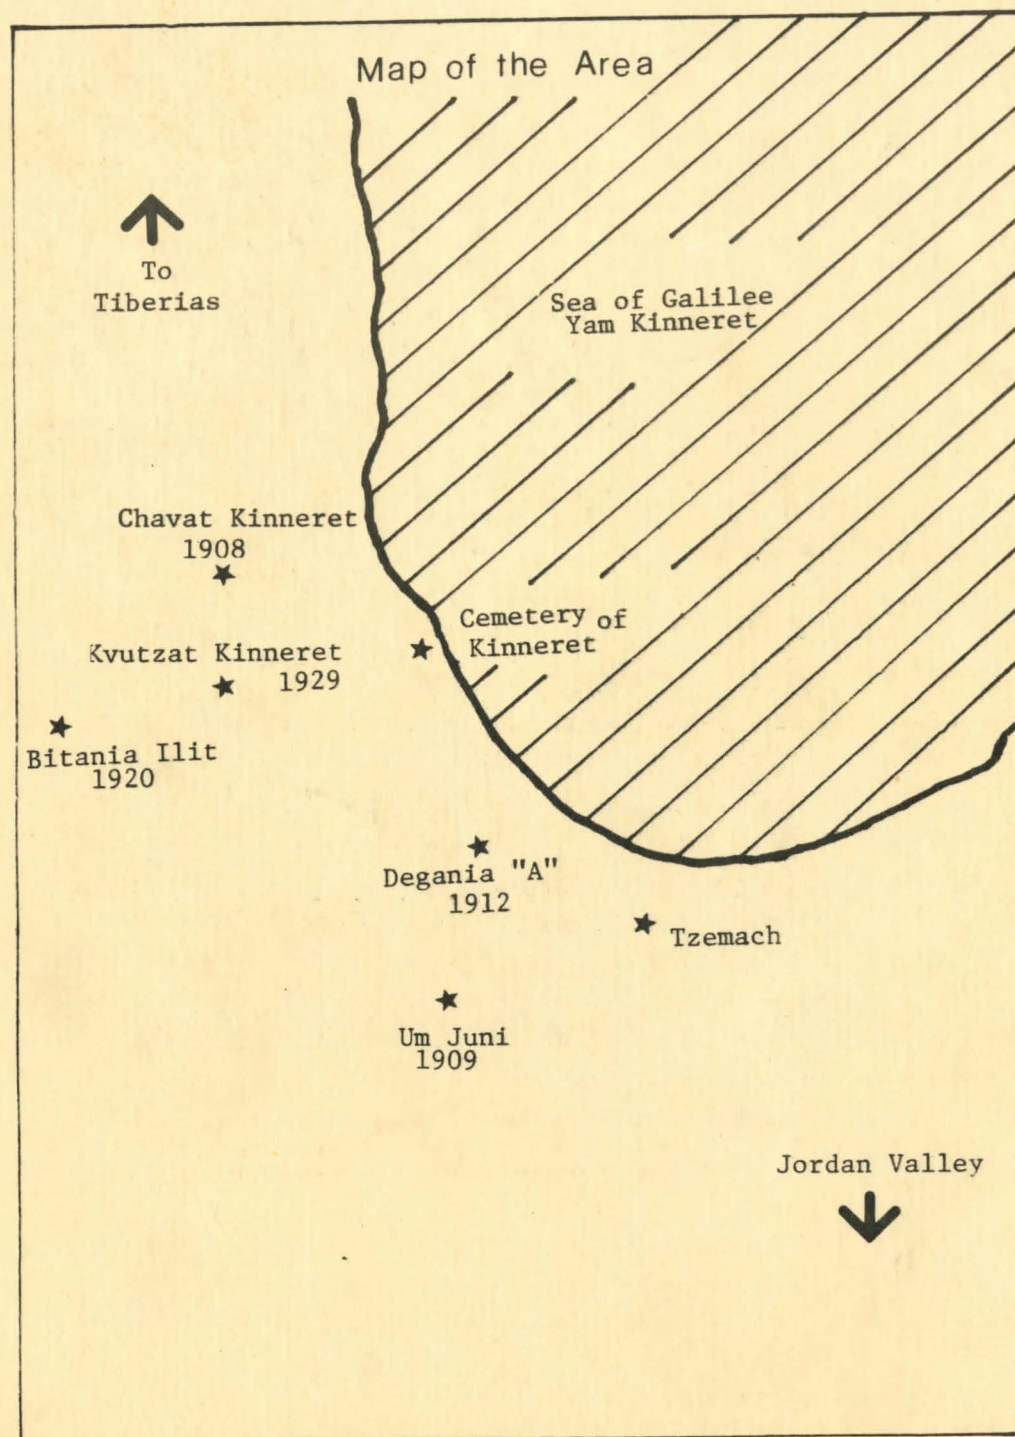 Map of the Area
To
Tiberias
Sea of Galilee
Yam Kinneret
Chavat Kinneret
1908
Cemetery of
Kinneret
Kvutzat Kinneret
1929
Bitania Ilit
1920
Degania "A"
1912
Tzemach
Um Juni
1909
Jordan Valley